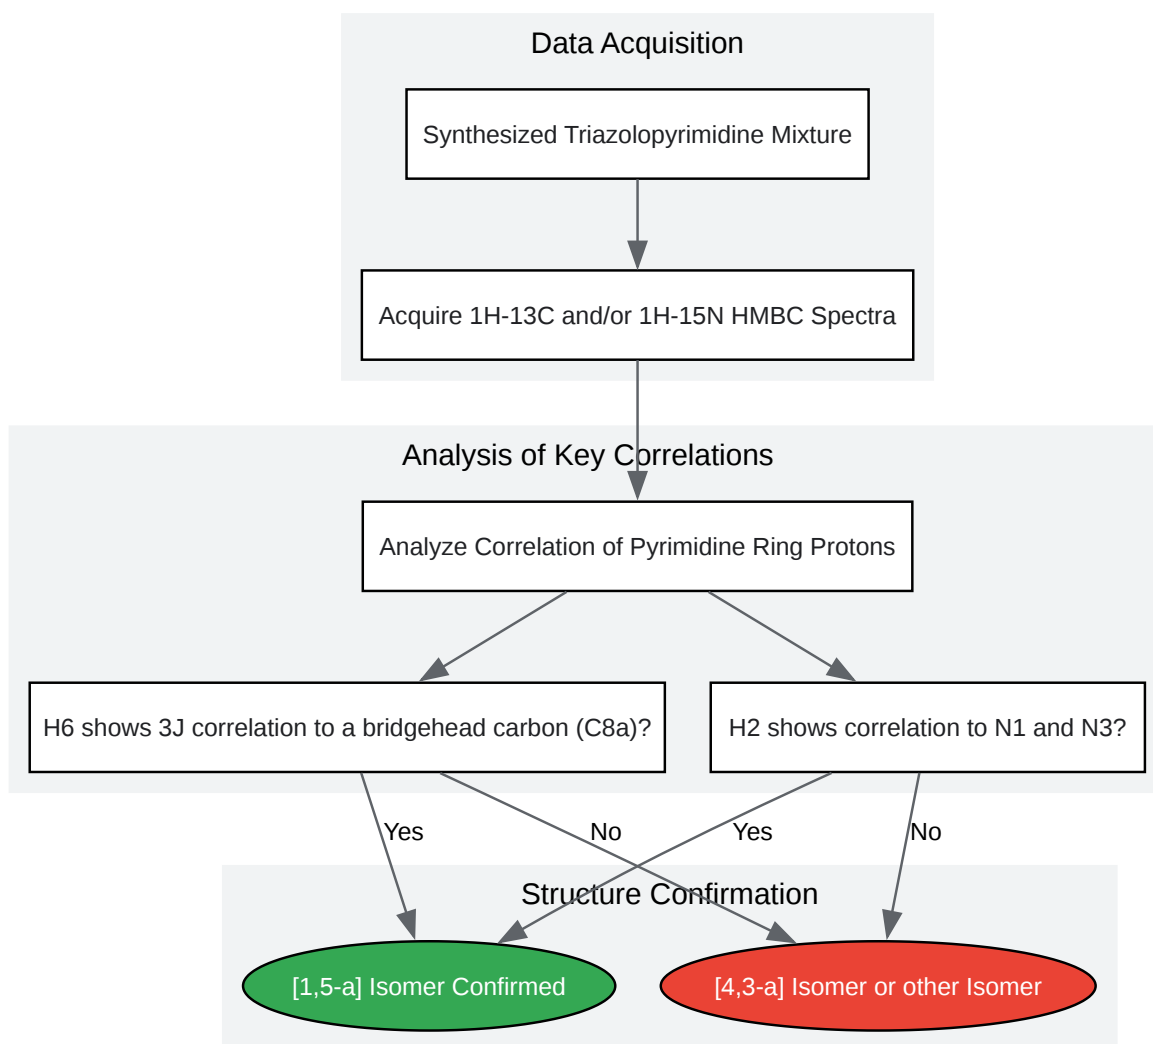 Data Acquisition
Synthesized Triazolopyrimidine Mixture
Acquire 1H-13C and/or 1H-15N HMBC Spectra
Analysis of Key Correlations
Analyze Correlation of Pyrimidine Ring Protons
H6 shows 3J correlation to a bridgehead carbon (C8a)?
H2 shows correlation to N1 and N3?
Yes
No
Yes
No
Structure Confirmation
[1,5-a] Isomer Confirmed
[4,3-a] Isomer or other Isomer